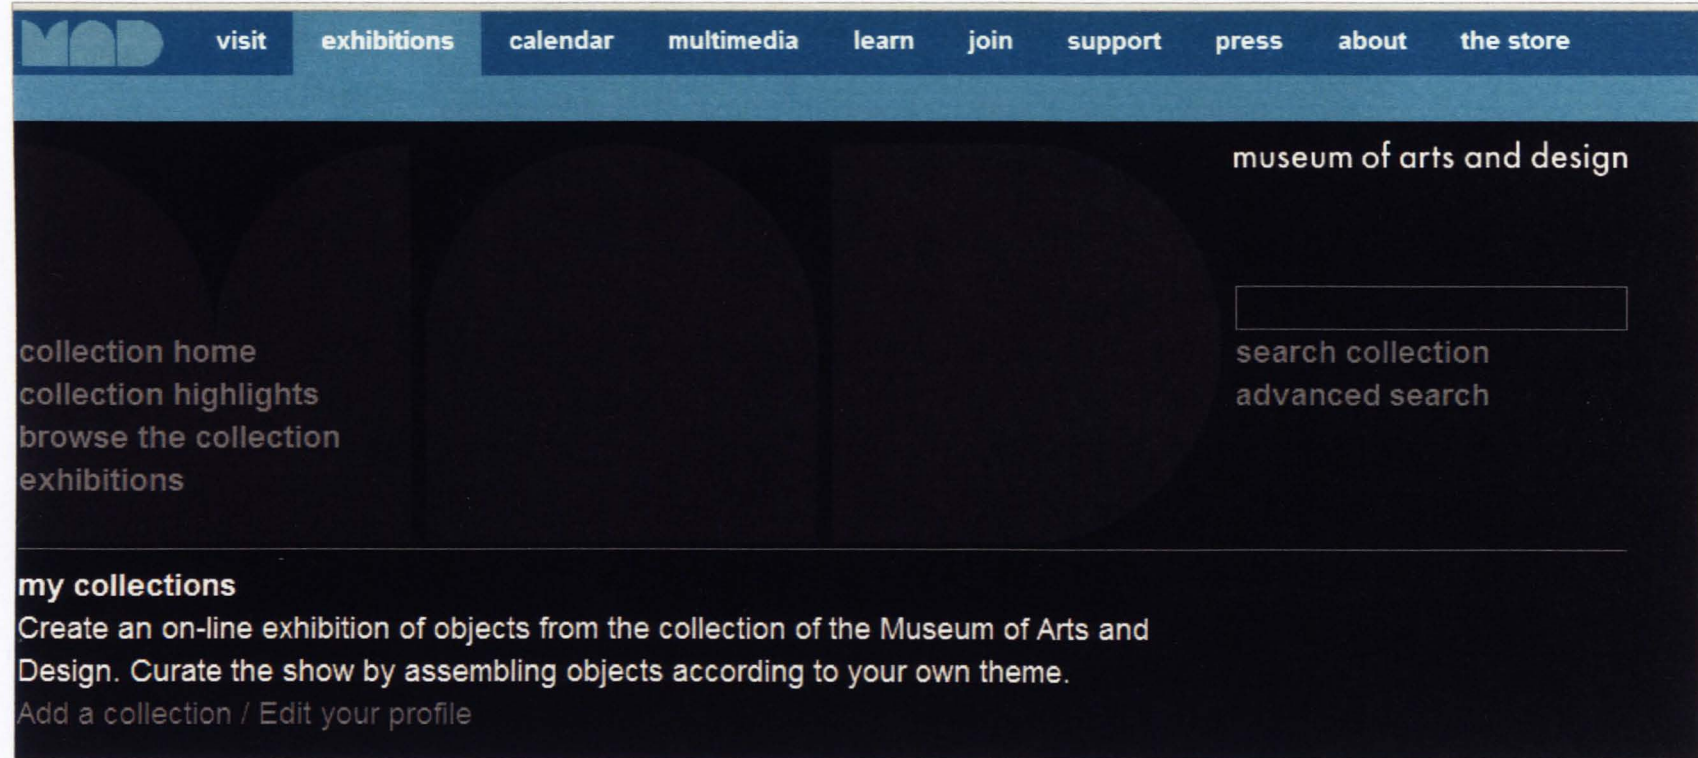 MAD visit exhibitions calendar multimedia learn join support press about the store
MAD
museum of arts and design
collection home
collection highlights
browse the collection
exhibitions
search collection
advanced search
my collections
Create an on-line exhibition of objects from the collection of the Museum of Arts and
Design. Curate the show by assembling objects according to your own theme.
Add a collection / Edit your profile